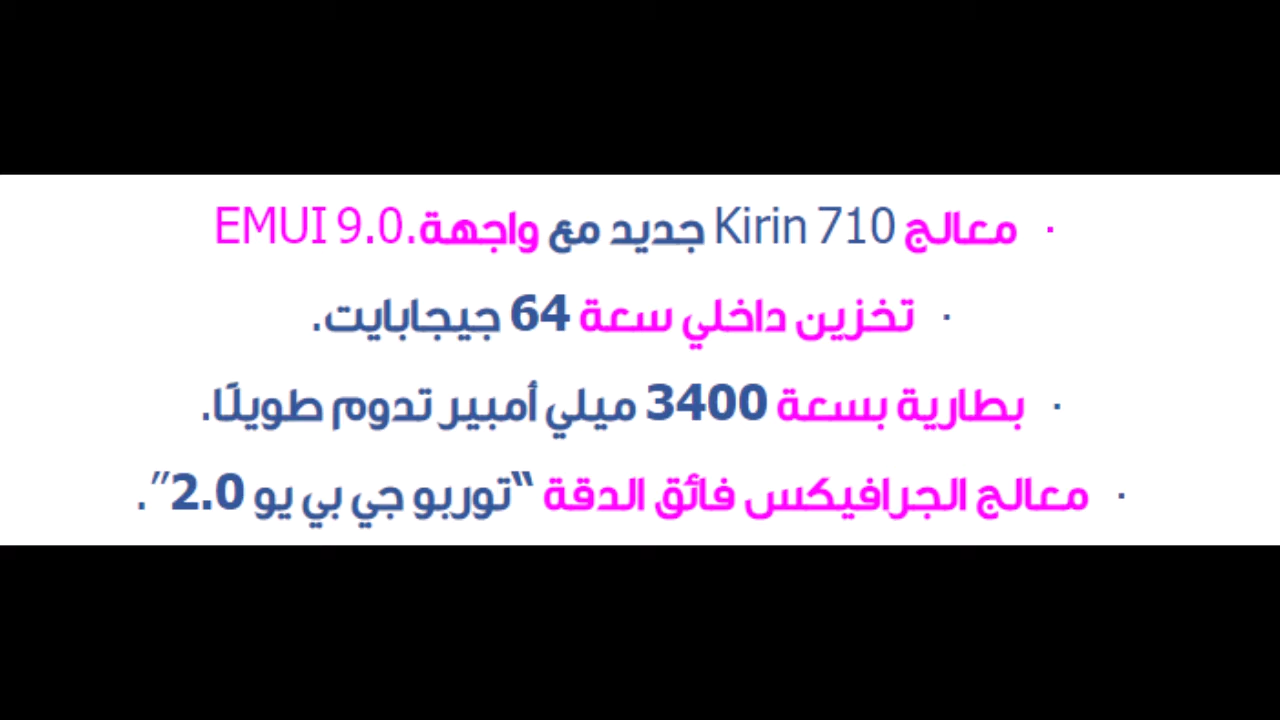 · معالج Kirin 710 جديد مع واجهة EMUI 9.0.
· تخزين داخلي سعة 64 جيجابايت.
· بطارية بسعة 3400 ميلي أمبير تدوم طويلًا.
· معالج الجرافيكس فائق الدقة “توربو جي بي يو 2.0”.